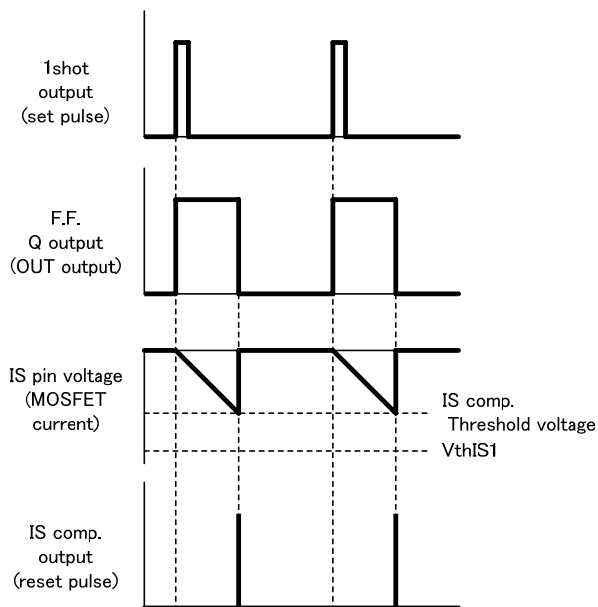 1shot
output
(set pulse)
F.F.
Q output
(OUT output)
IS pin voltage
(MOSFET
current)
IS comp.
Threshold voltage
VthIS1
IS comp.
output
(reset pulse)